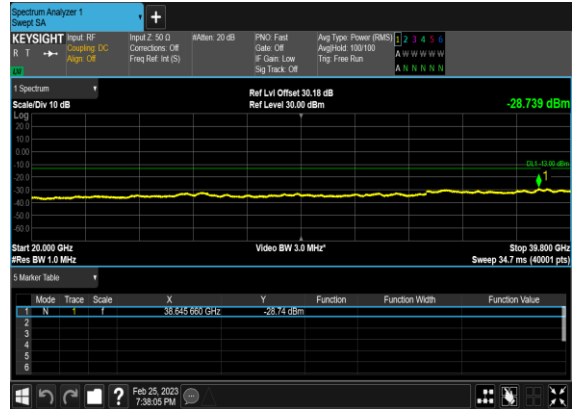 Spectrum Analyzer 1
Swept SA
+
KEYSIGHT Input: RF Input Z: 50 Ω #Atten: 20 dB PNO: Fast Avg Type: Power (RMS) 1 2 3 4 5 6
R T Coupling: DC Corrections: Off Gate: Off Avg|Hold: 100/100 A W W W W W
Align: Off Freq Ref: Int (S) IF Gain: Low Trig: Free Run
Sig Track: Off A N N N N N
1 Spectrum Ref Lvl Offset 30.18 dB
Scale/Div 10 dB Ref Level 30.00 dBm -28.739 dBm
Log
20.0
10.0
0.00
-10.0 DL1 -13.00 dBm
-20.0 1
-30.0
-40.0
-50.0
-60.0
Start 20.000 GHz Video BW 3.0 MHz* Stop 39.800 GHz
#Res BW 1.0 MHz Sweep 34.7 ms (40001 pts)
5 Marker Table
Mode Trace Scale X Y Function Function Width Function Value
1 N 1 f 38.645 660 GHz -28.74 dBm
2
3
4
5
6
? Feb 25, 2023
7:38:05 PM